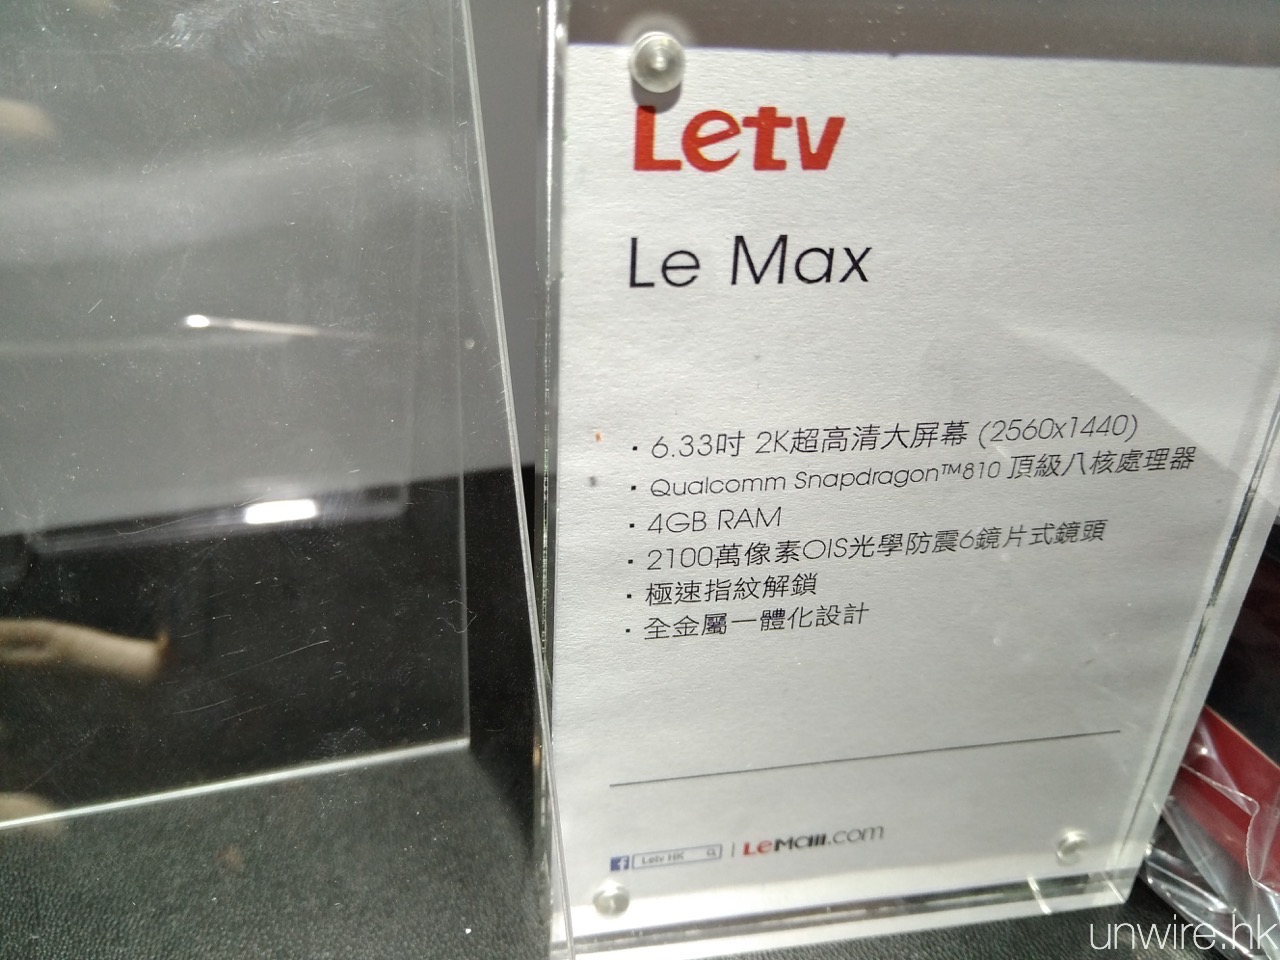 Letv
Le Max
· 6.33吋 2K超高清大屏幕 (2560x1440)
· Qualcomm Snapdragon™810 頂級八核處理器
· 4GB RAM
· 2100萬像素OIS光學防震6鏡片式鏡頭
· 極速指紋解鎖
· 全金屬一體化設計
f Letv HK | LeMall.com
unwire.hk